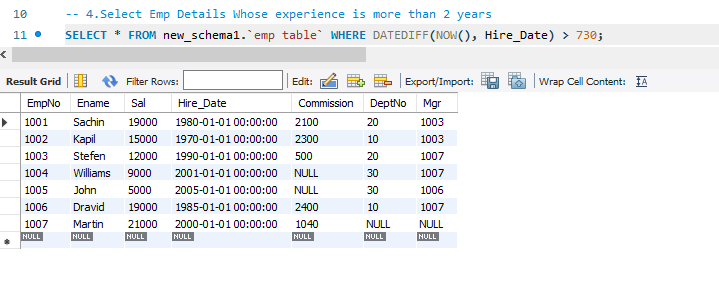 10 -- 4.Select Emp Details Whose experience is more than 2 years
11 SELECT * FROM new_schema1.`emp table` WHERE DATEDIFF(NOW(), Hire_Date) > 730;
Result Grid Filter Rows: Edit: Export/Import: Wrap Cell Content: IA
EmpNo Ename Sal Hire_Date Commission DeptNo Mgr
1001 Sachin 19000 1980-01-01 00:00:00 2100 20 1003
1002 Kapil 15000 1970-01-01 00:00:00 2300 10 1003
1003 Stefen 12000 1990-01-01 00:00:00 500 20 1007
1004 Williams 9000 2001-01-01 00:00:00 NULL 30 1007
1005 John 5000 2005-01-01 00:00:00 NULL 30 1006
1006 Dravid 19000 1985-01-01 00:00:00 2400 10 1007
1007 Martin 21000 2000-01-01 00:00:00 1040 NULL NULL
NULL NULL NULL NULL NULL NULL NULL